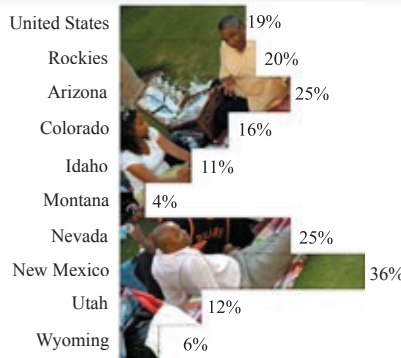 United States 19%
Rockies 20%
Arizona 25%
Colorado 16%
Idaho 11%
Montana 4%
Nevada 25%
New Mexico 36%
Utah 12%
Wyoming 6%